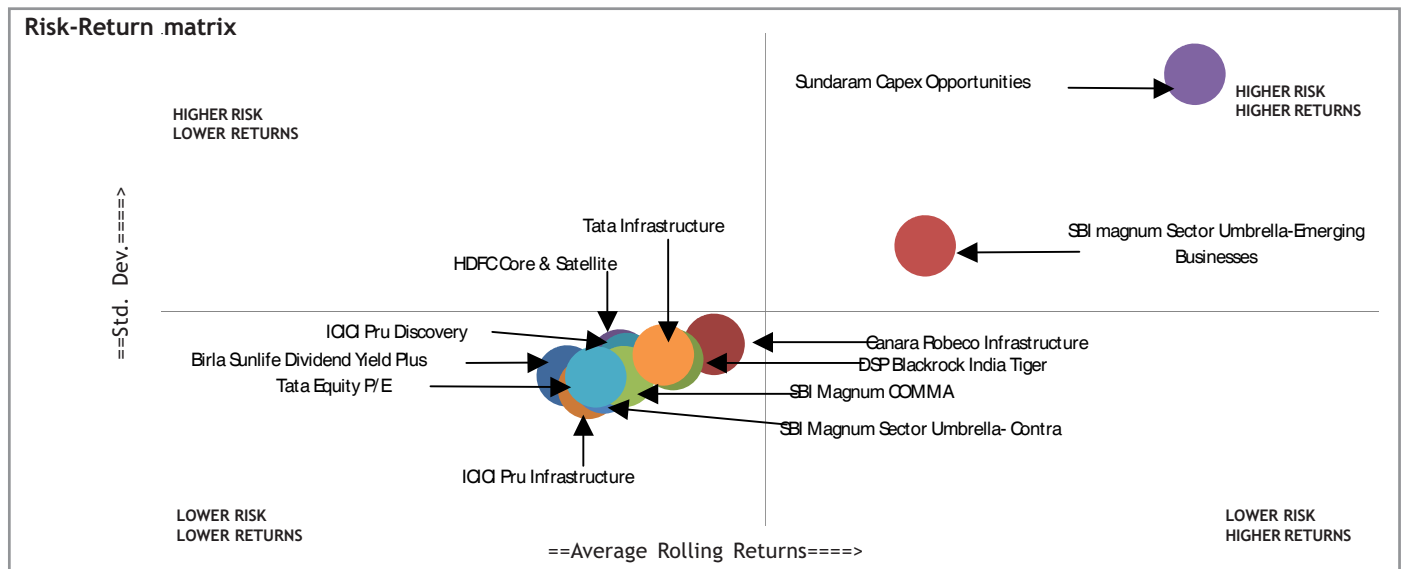 Risk-Return matrix
Sundaram Capex Opportunities
HIGHER RISK
HIGHER RETURNS
HIGHER RISK
LOWER RETURNS
==Std. Dev.====>
Tata Infrastructure
SBI magnum Sector Umbrella-Emerging
Businesses
HDFC Core & Satellite
ICICI Pru Discovery
Canara Robeco Infrastructure
Birla Sunlife Dividend Yield Plus
DSP Blackrock India Tiger
Tata Equity P/E
SBI Magnum COMMA
SBI Magnum Sector Umbrella- Contra
ICICI Pru Infrastructure
LOWER RISK
LOWER RETURNS
LOWER RISK
HIGHER RETURNS
==Average Rolling Returns====>